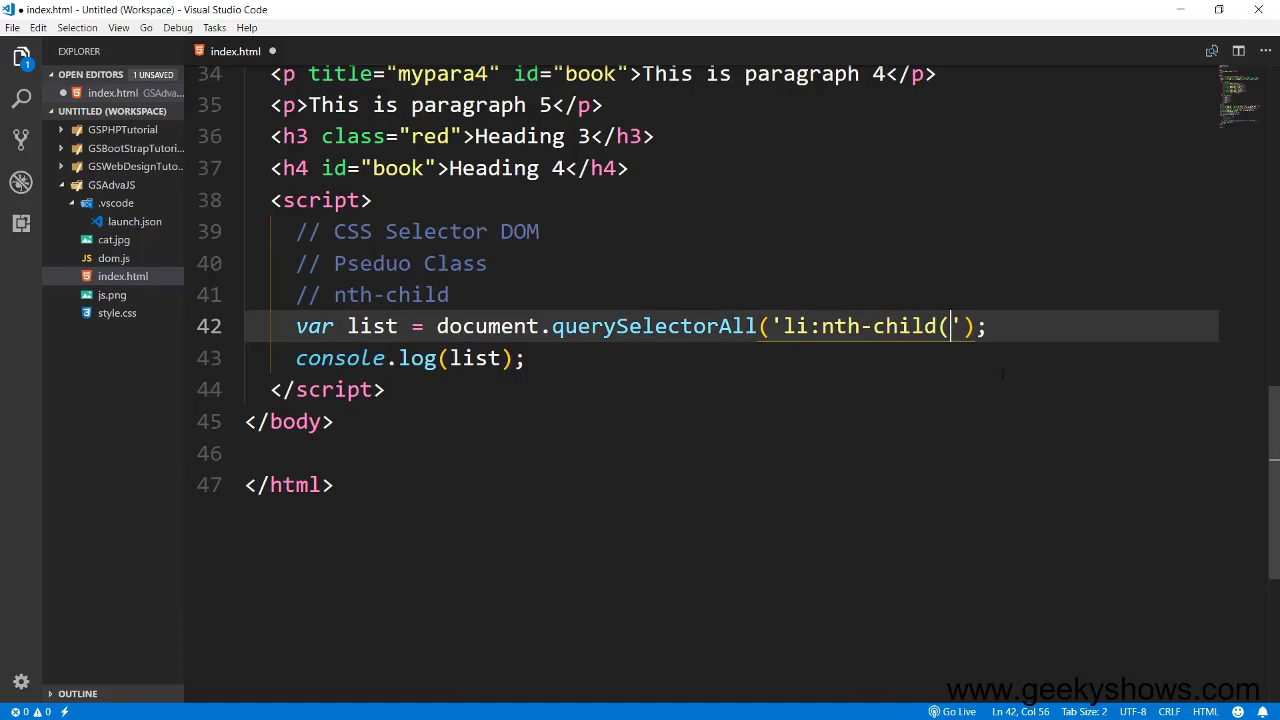 ● index.html - Untitled (Workspace) - Visual Studio Code
File Edit Selection View Go Debug Tasks Help
EXPLORER
OPEN EDITORS 1 UNSAVED
index.html GSAdva...
UNTITLED (WORKSPACE)
GSPHPTutorial
GSBootStrapTutori...
GSWebDesignTuto...
GSAdvaJS
.vscode
launch.json
cat.jpg
JS dom.js
index.html
js.png
style.css
OUTLINE
1
index.html ●
34 <p title="mypara4" id="book">This is paragraph 4</p>
35 <p>This is paragraph 5</p>
36 <h3 class="red">Heading 3</h3>
37 <h4 id="book">Heading 4</h4>
38 <script>
39 // CSS Selector DOM
40 // Pseduo Class
41 // nth-child
42 var list = document.querySelectorAll('li:nth-child(');
43 console.log(list);
44 </script>
45 </body>
46
47 </html>
www.geekyshows.com
0 0 Go Live Ln 42, Col 56 Tab Size: 2 UTF-8 CRLF HTML